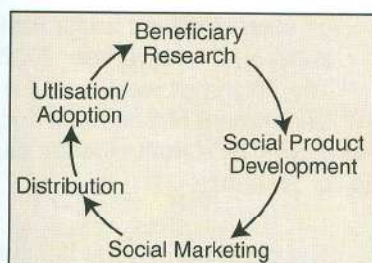 Beneficiary
Research
Social Product
Development
Social Marketing
Distribution
Utlisation/
Adoption